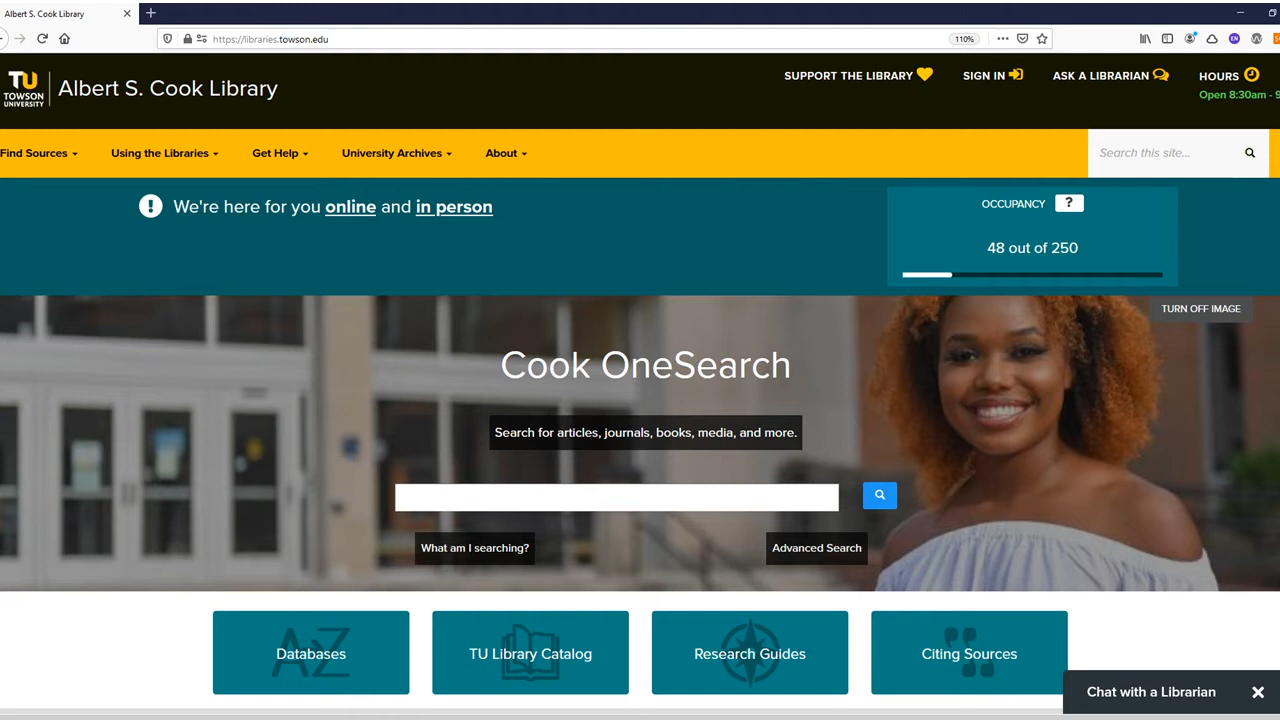 Albert S. Cook Library
https://libraries.towson.edu
110%
TU
TOWSON
UNIVERSITY
Albert S. Cook Library
SUPPORT THE LIBRARY
SIGN IN
ASK A LIBRARIAN
HOURS
Open 8:30am - 9
Find Sources
Using the Libraries
Get Help
University Archives
About
Search this site...
! We're here for you online and in person
OCCUPANCY ?
48 out of 250
TURN OFF IMAGE
Cook OneSearch
Search for articles, journals, books, media, and more.
What am I searching?
Advanced Search
AZ
Databases
TU Library Catalog
Research Guides
Citing Sources
Chat with a Librarian